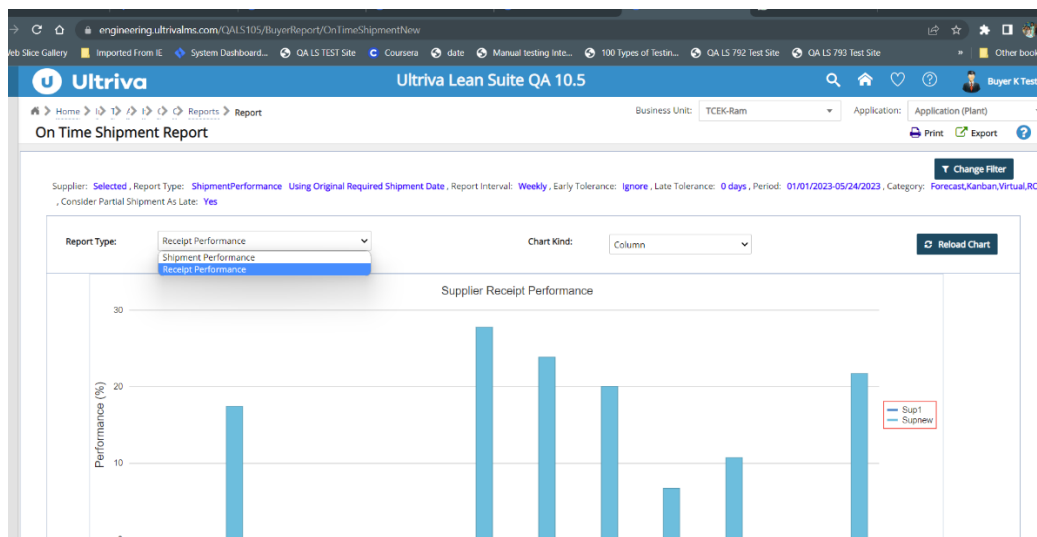 engineering.ultrivalms.com/QALS105/BuyerReport/OnTimeShipmentNew
Web Slice Gallery Imported From IE System Dashboard... QA LS TEST Site Coursera date Manual testing Inte... 100 Types of Testin... QA LS 792 Test Site QA LS 793 Test Site » Other book
u Ultriva Ultriva Lean Suite QA 10.5 Buyer K Test
Home Reports Report Business Unit: TCEK-Ram Application: Application (Plant)
On Time Shipment Report Print Export
Change Filter
Supplier: Selected , Report Type: ShipmentPerformance Using Original Required Shipment Date , Report Interval: Weekly , Early Tolerance: Ignore , Late Tolerance: 0 days , Period: 01/01/2023-05/24/2023 , Category: Forecast,Kanban,Virtual,RO
, Consider Partial Shipment As Late: Yes
Report Type: Receipt Performance Chart Kind: Column Reload Chart
Shipment Performance
Receipt Performance
Supplier Receipt Performance
30
20
10
Performance (%)
Sup1
Supnew